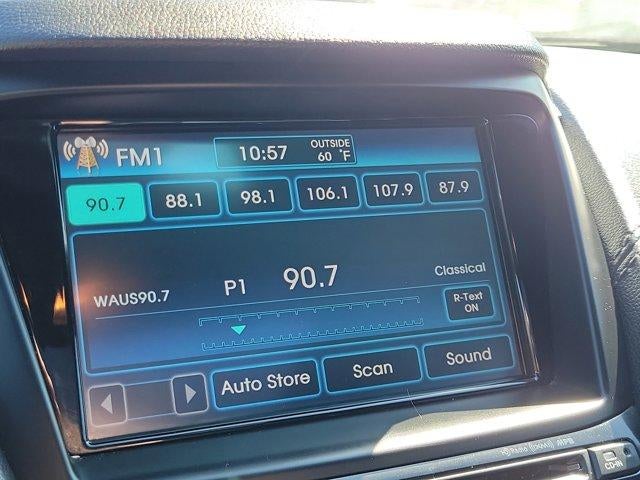 FM1
10:57
OUTSIDE
60 °F
90.7 88.1 98.1 106.1 107.9 87.9
WAUS90.7 P1 90.7 Classical
R-Text
ON
Auto Store Scan Sound
CD-IN